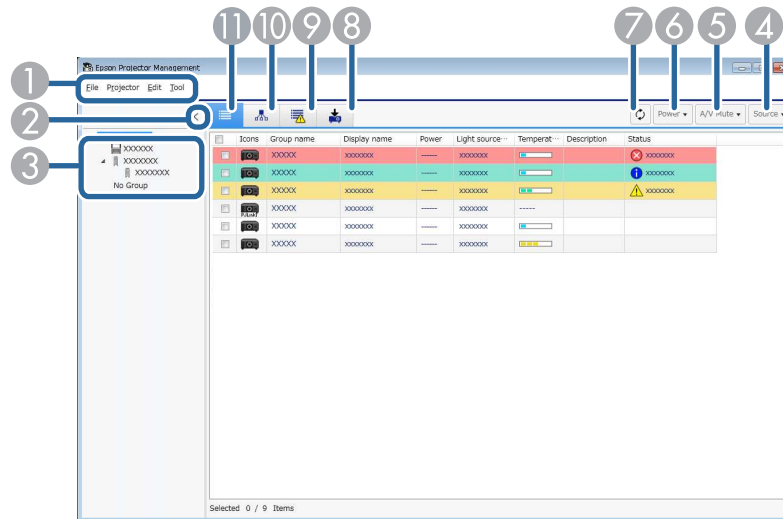 11 10 9 8 7 6 5 4
Epson Projector Management
1
File Projector Edit Tool
2
Power A/V Mute Source
3
XXXXXX
XXXXXXX
XXXXXXX
No Group
Icons Group name Display name Power Light source··· Temperat··· Description Status
XXXXX xxxxxxx ------ xxxxxxx xxxxxxx
XXXXX xxxxxxx ------ xxxxxxx xxxxxxx
XXXXX xxxxxxx ------ xxxxxxx xxxxxxx
PJLink XXXXX xxxxxxx ------ xxxxxxx -----
XXXXX xxxxxxx ------ xxxxxxx
XXXXX xxxxxxx ------ xxxxxxx
Selected 0 / 9 Items